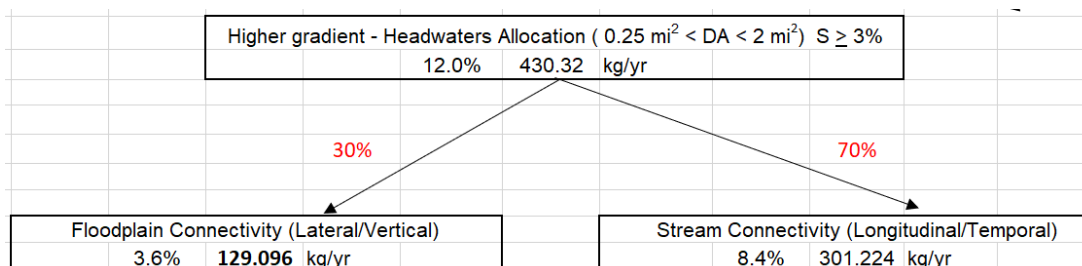 Higher gradient - Headwaters Allocation ( 0.25 mi² < DA < 2 mi²) S ≥ 3%
12.0% 430.32 kg/yr
30% 70%
Floodplain Connectivity (Lateral/Vertical) Stream Connectivity (Longitudinal/Temporal)
3.6% 129.096 kg/yr 8.4% 301.224 kg/yr